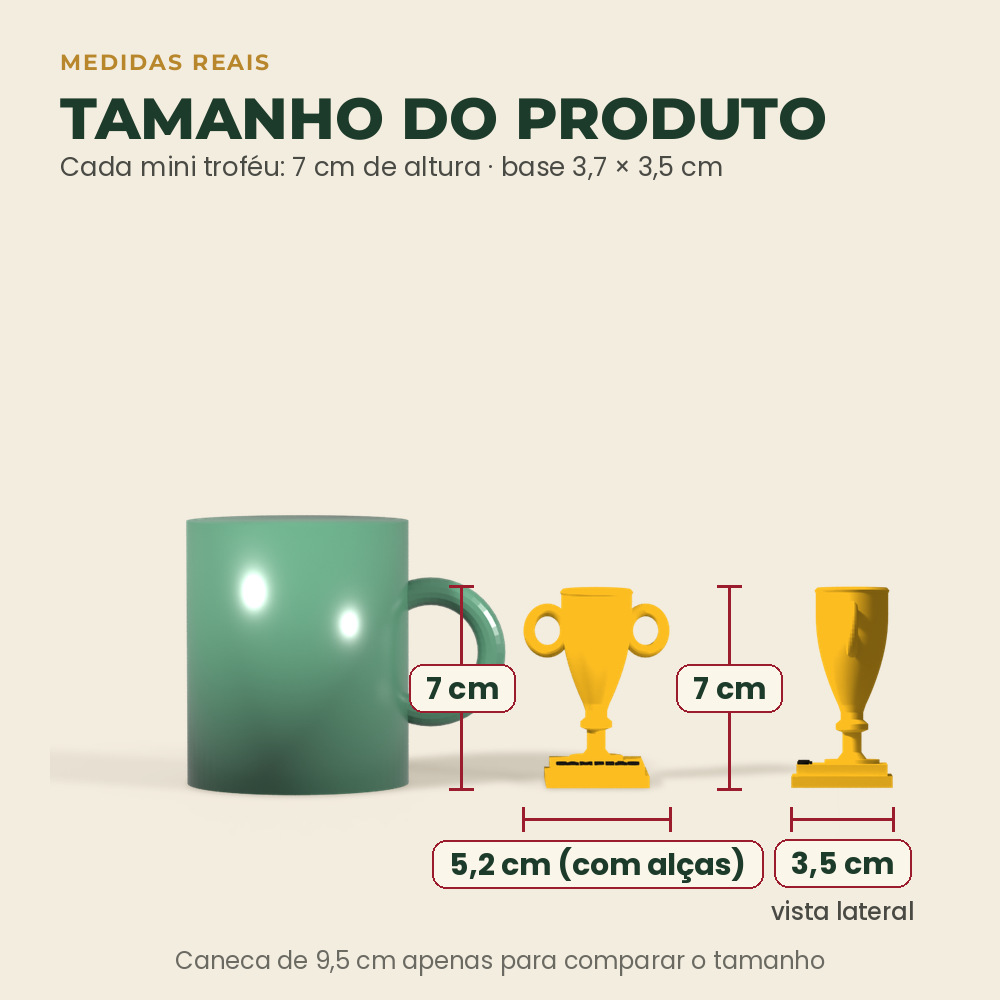 MEDIDAS REAIS
TAMANHO DO PRODUTO
Cada mini troféu: 7 cm de altura · base 3,7 × 3,5 cm
7 cm
7 cm
5,2 cm (com alças)
3,5 cm
vista lateral
Caneca de 9,5 cm apenas para comparar o tamanho